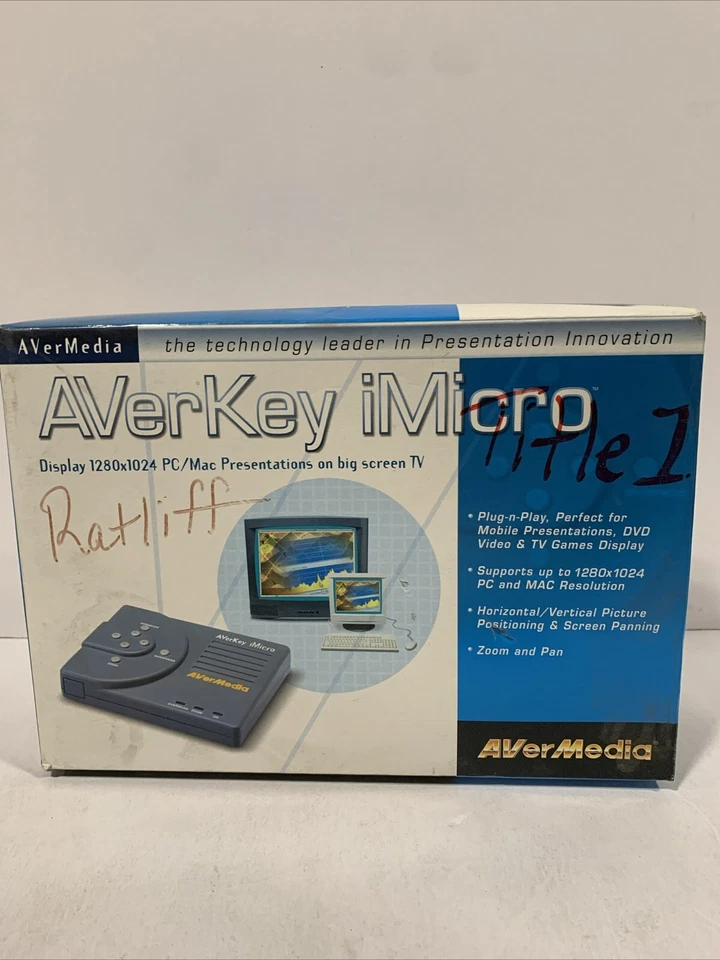 AVerMedia
the technology leader in Presentation Innovation
AVerKey iMicro™
Title I
Display 1280x1024 PC/Mac Presentations on big screen TV
Ratliff
• Plug-n-Play, Perfect for
Mobile Presentations, DVD
Video & TV Games Display
• Supports up to 1280x1024
PC and MAC Resolution
• Horizontal/Vertical Picture
Positioning & Screen Panning
• Zoom and Pan
AVerKey iMicro
AVerMedia
AVerMedia